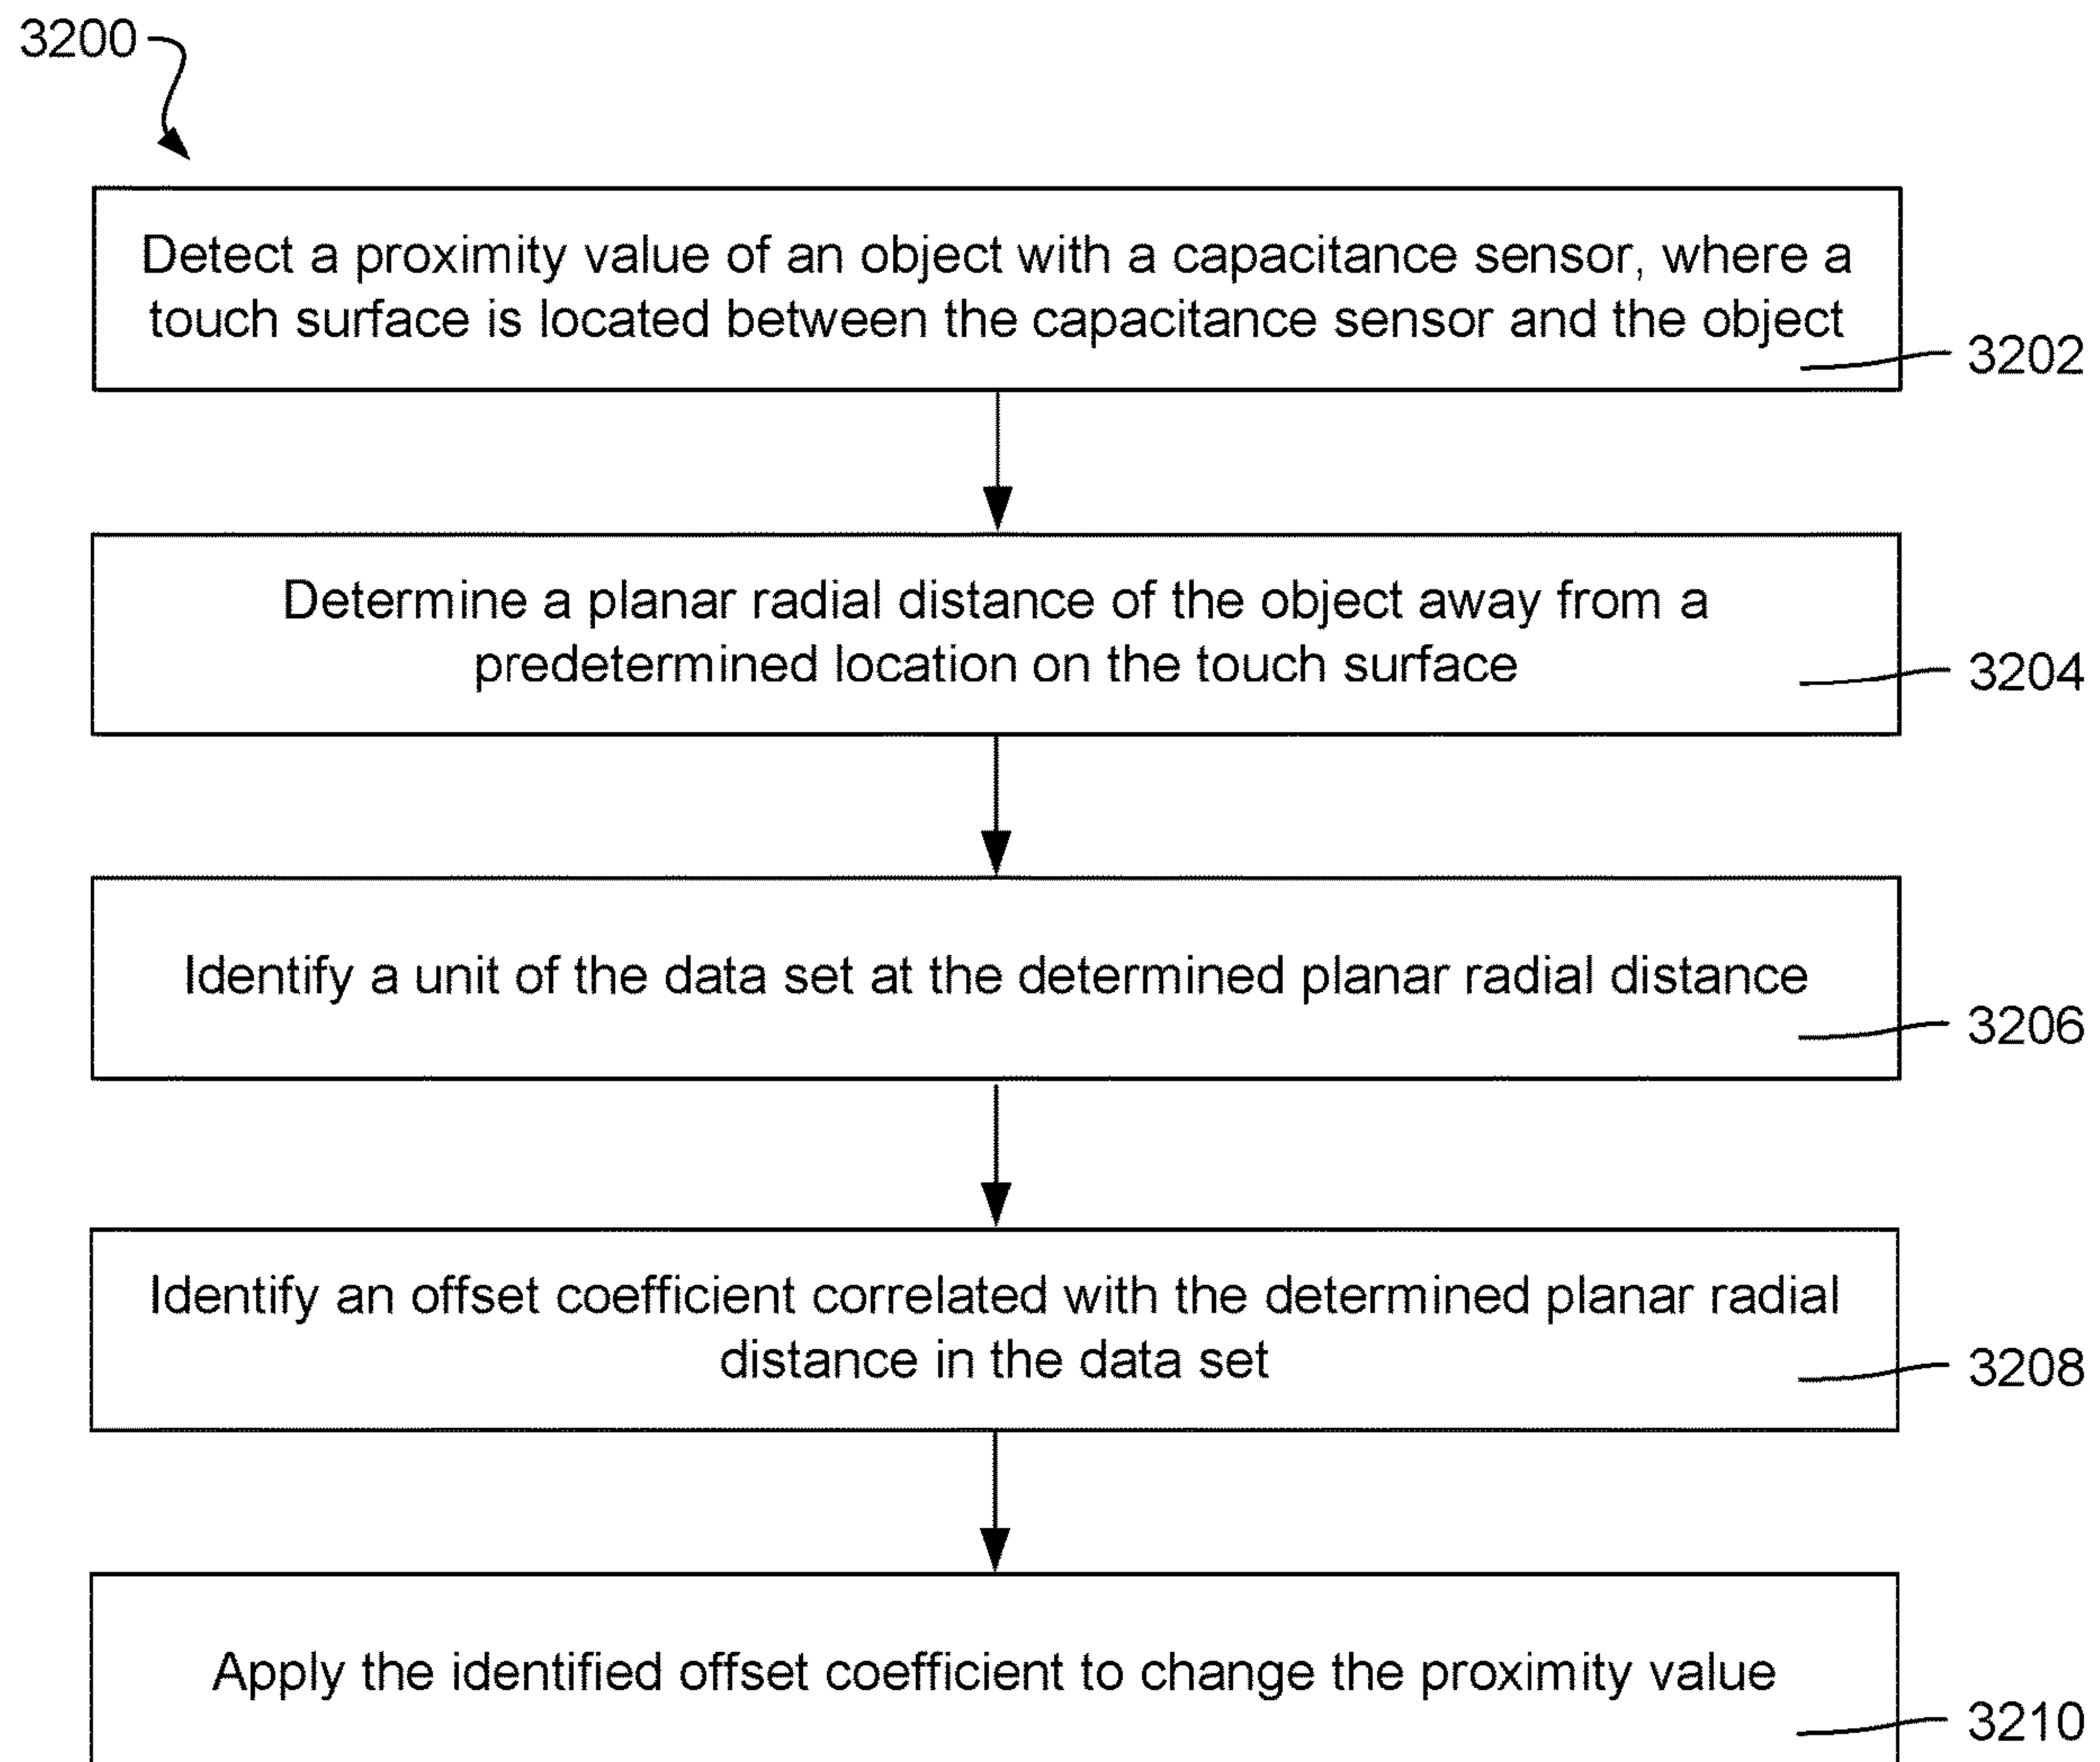 3200
Detect a proximity value of an object with a capacitance sensor, where a
touch surface is located between the capacitance sensor and the object
3202
Determine a planar radial distance of the object away from a
predetermined location on the touch surface
3204
Identify a unit of the data set at the determined planar radial distance
3206
Identify an offset coefficient correlated with the determined planar radial
distance in the data set
3208
Apply the identified offset coefficient to change the proximity value
3210